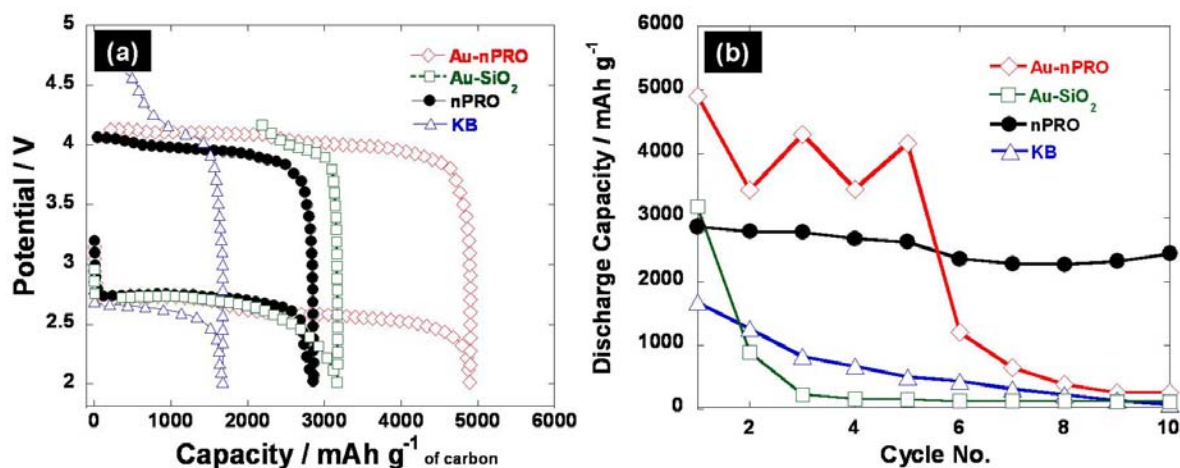 (a)
Au-nPRO
Au-SiO₂
nPRO
KB
5
4.5
4
3.5
3
2.5
2
Potential / V
0 1000 2000 3000 4000 5000 6000
Capacity / mAh g⁻¹ of carbon
(b)
Au-nPRO
Au-SiO₂
nPRO
KB
6000
5000
4000
3000
2000
1000
0
Discharge Capacity / mAh g⁻¹
2 4 6 8 10
Cycle No.